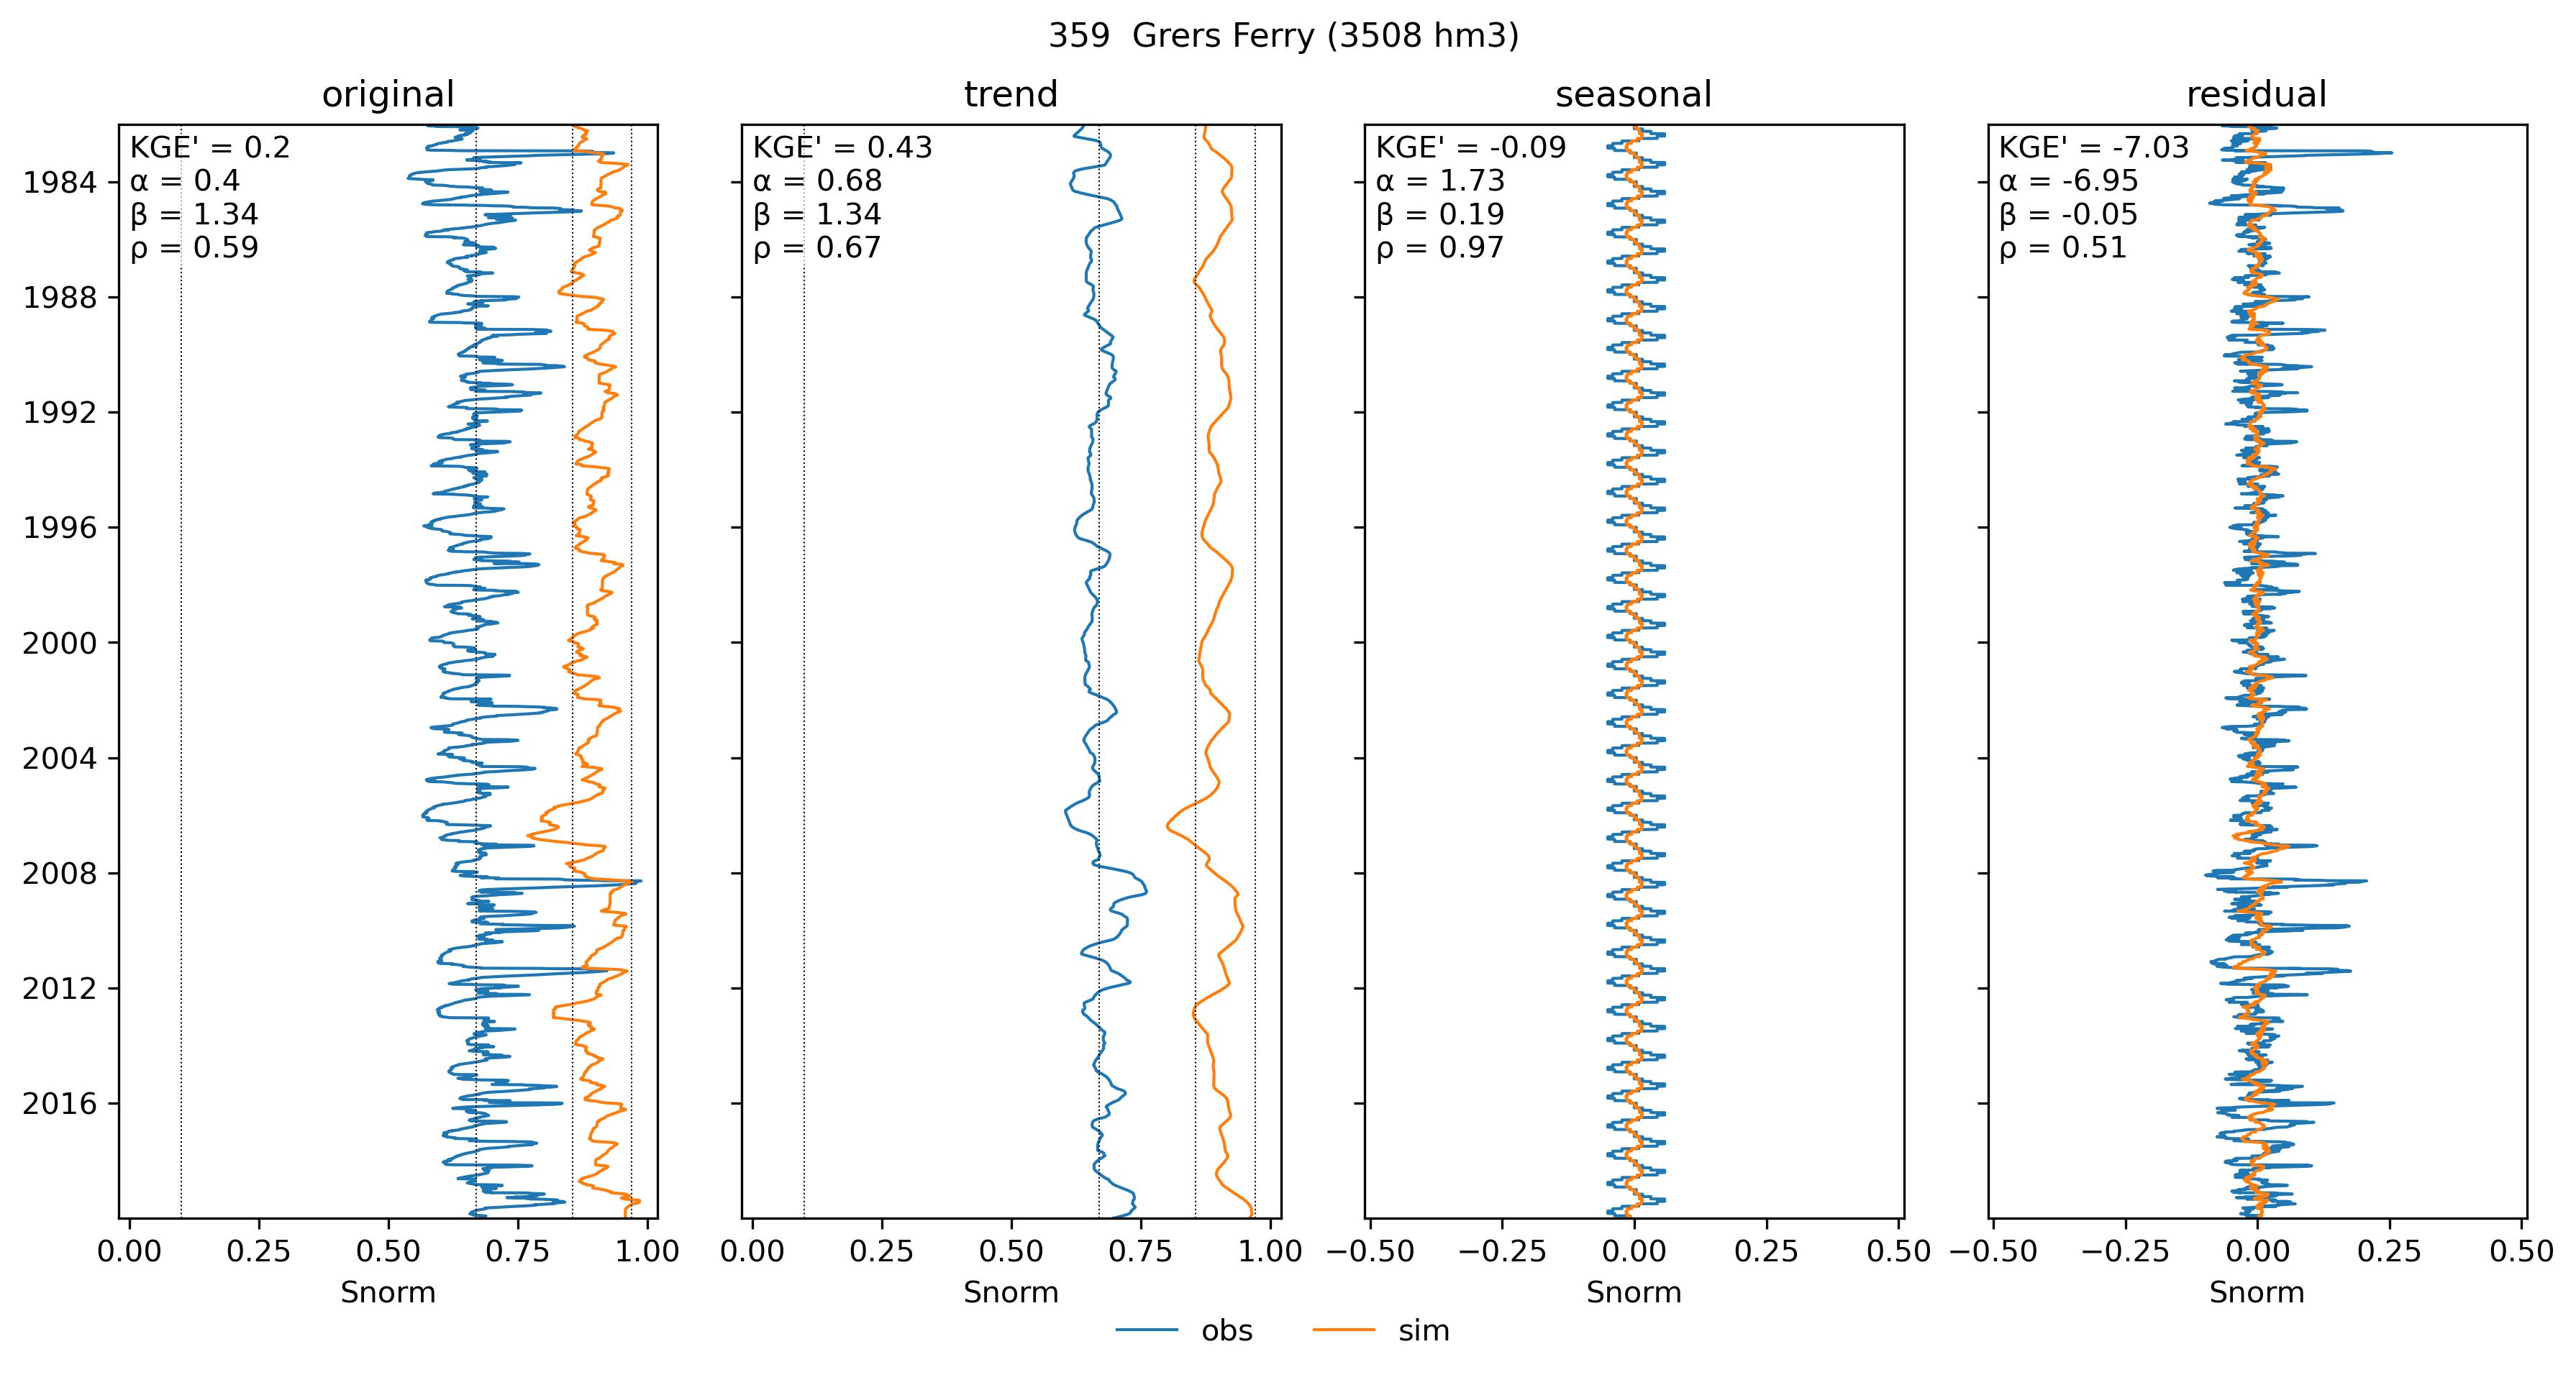 359  Grers Ferry (3508 hm3)
original
trend
seasonal
residual
KGE' = 0.2
α = 0.4
β = 1.34
ρ = 0.59
KGE' = 0.43
α = 0.68
β = 1.34
ρ = 0.67
KGE' = -0.09
α = 1.73
β = 0.19
ρ = 0.97
KGE' = -7.03
α = -6.95
β = -0.05
ρ = 0.51
1984
1988
1992
1996
2000
2004
2008
2012
2016
0.00 0.25 0.50 0.75 1.00
0.00 0.25 0.50 0.75 1.00
−0.50 −0.25 0.00 0.25 0.50
−0.50 −0.25 0.00 0.25 0.50
Snorm
Snorm
Snorm
Snorm
obs
sim